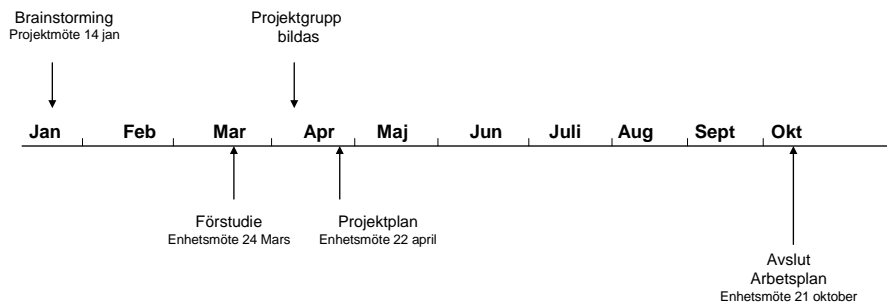 Brainstorming
Projektmöte 14 jan
Projektgrupp
bildas
Jan Feb Mar Apr Maj Jun Juli Aug Sept Okt
Förstudie
Enhetsmöte 24 Mars
Projektplan
Enhetsmöte 22 april
Avslut
Arbetsplan
Enhetsmöte 21 oktober